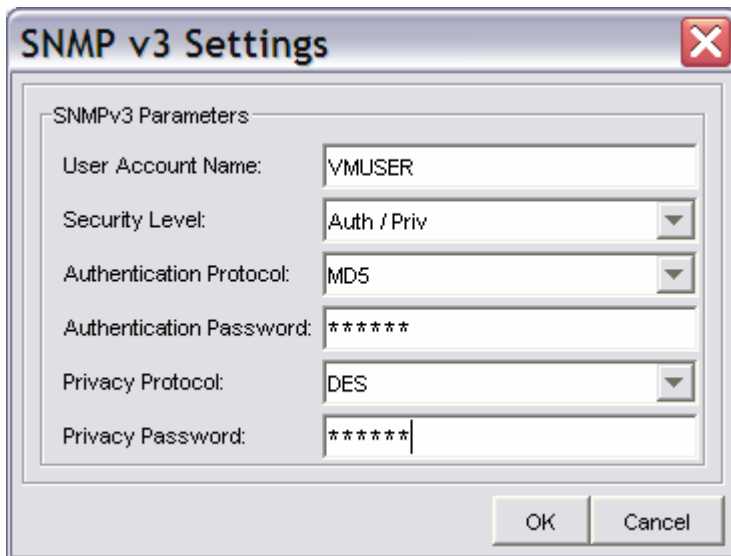 SNMP v3 Settings
SNMPv3 Parameters
User Account Name: VMUSER
Security Level: Auth / Priv
Authentication Protocol: MD5
Authentication Password: ******
Privacy Protocol: DES
Privacy Password: ******
OK Cancel